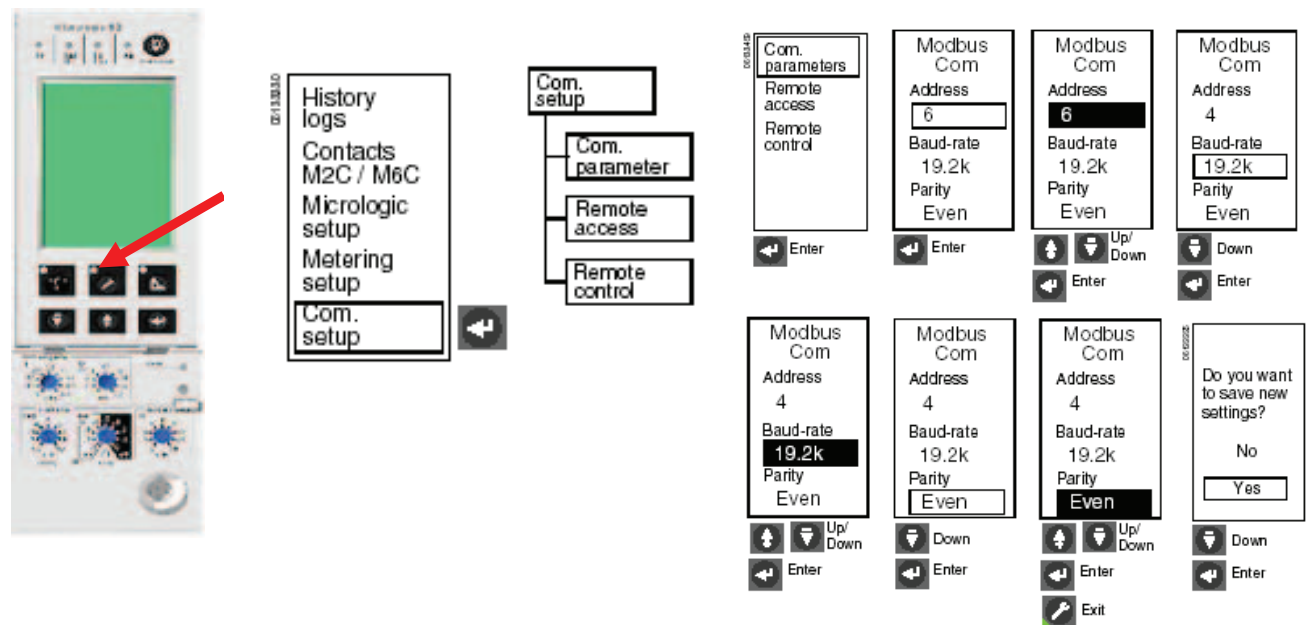 History
logs
Contacts
M2C / M6C
Micrologic
setup
Metering
setup
Com.
setup
Com.
setup
Com.
parameter
Remote
access
Remote
control
Com.
parameters
Remote
access
Remote
control
Enter
Modbus
Com
Address
6
Baud-rate
19.2k
Parity
Even
Enter
Modbus
Com
Address
6
Baud-rate
19.2k
Parity
Even
Up/
Down
Enter
Modbus
Com
Address
4
Baud-rate
19.2k
Parity
Even
Down
Enter
Modbus
Com
Address
4
Baud-rate
19.2k
Parity
Even
Up/
Down
Enter
Modbus
Com
Address
4
Baud-rate
19.2k
Parity
Even
Down
Enter
Modbus
Com
Address
4
Baud-rate
19.2k
Parity
Even
Up/
Down
Enter
Exit
Do you want
to save new
settings?
No
Yes
Down
Enter